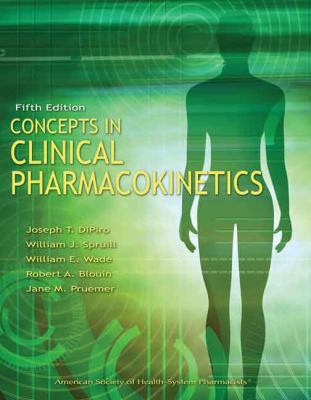 Fifth Edition
CONCEPTS IN
CLINICAL
PHARMACOKINETICS
Joseph T. DiPiro
William J. Spruill
William E. Wade
Robert A. Blouin
Jane M. Pruemer
American Society of Health-System Pharmacists®